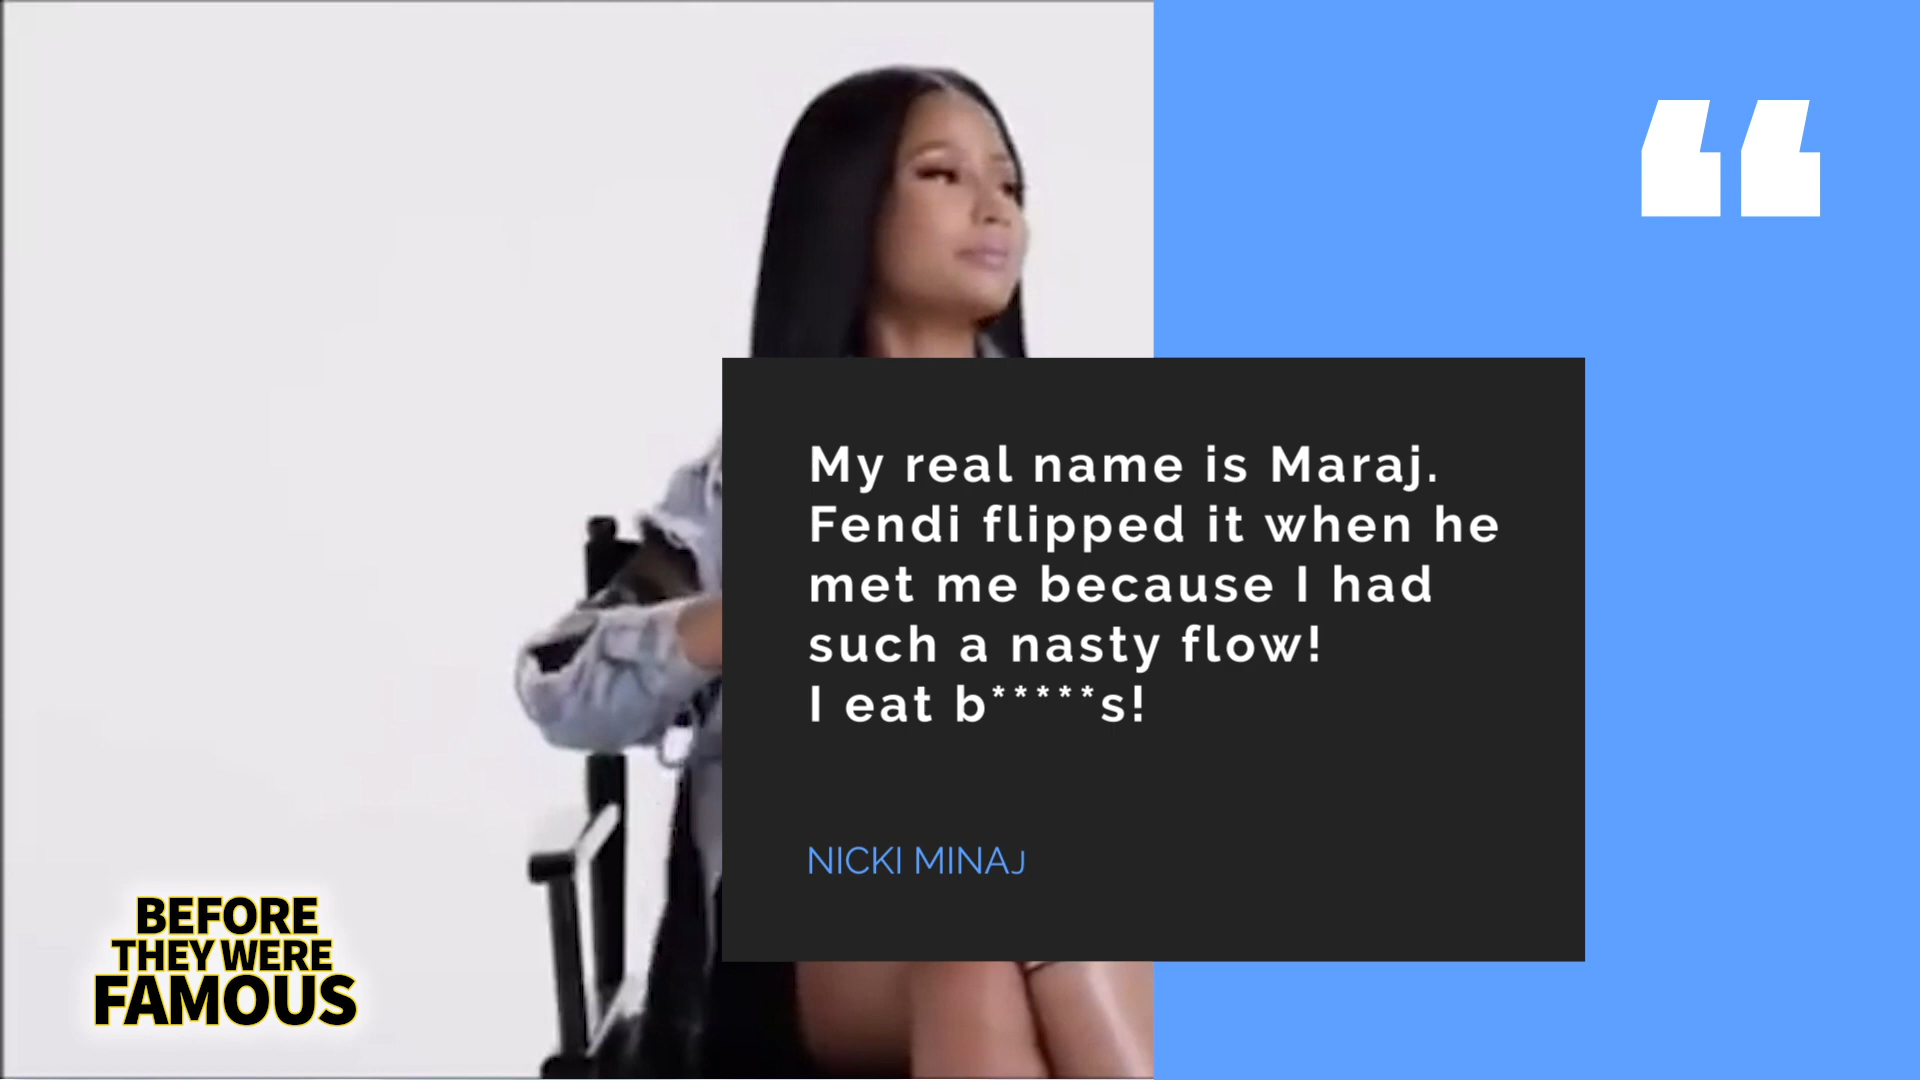 “
My real name is Maraj.
Fendi flipped it when he
met me because I had
such a nasty flow!
I eat b*****s!
NICKI MINAJ
BEFORE
THEY WERE
FAMOUS